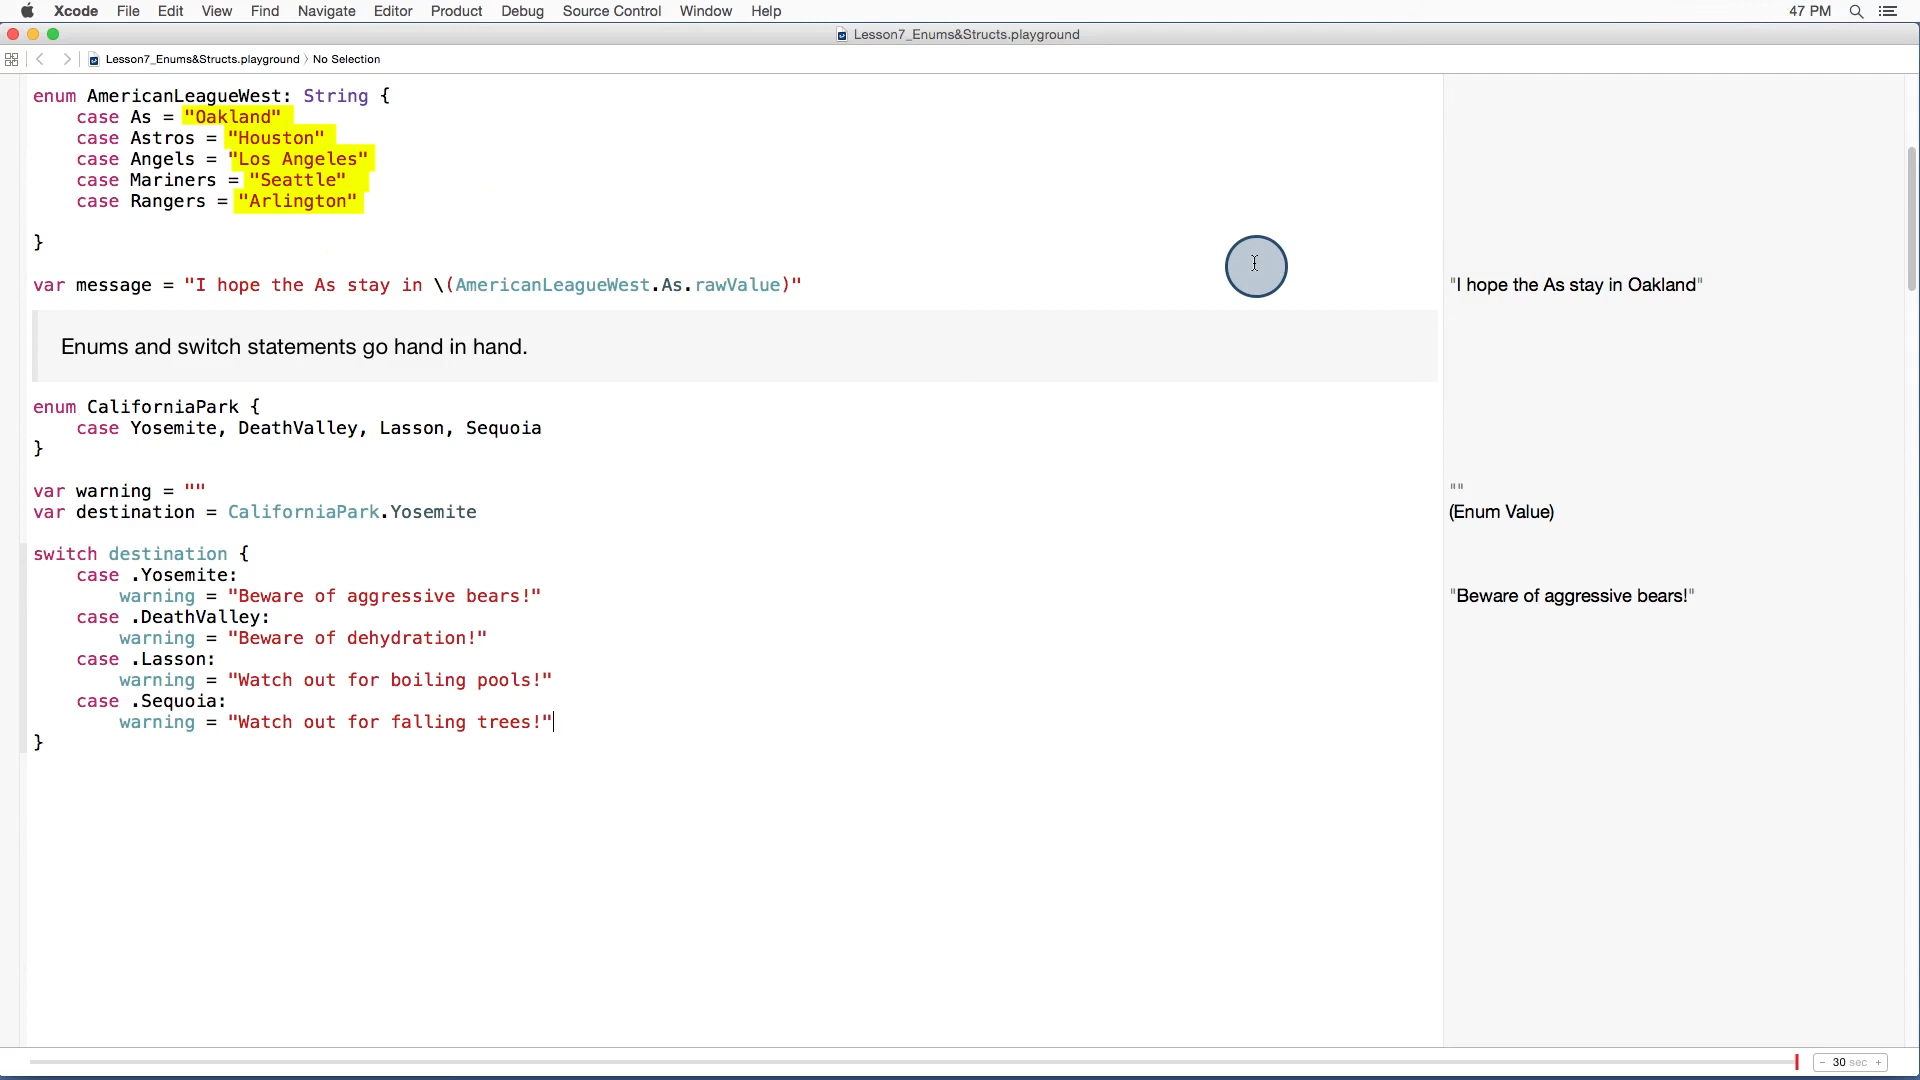 Xcode File Edit View Find Navigate Editor Product Debug Source Control Window Help 47 PM
Lesson7_Enums&Structs.playground
Lesson7_Enums&Structs.playground No Selection
enum AmericanLeagueWest: String {
case As = "Oakland"
case Astros = "Houston"
case Angels = "Los Angeles"
case Mariners = "Seattle"
case Rangers = "Arlington"
}
var message = "I hope the As stay in \(AmericanLeagueWest.As.rawValue)" "I hope the As stay in Oakland"
Enums and switch statements go hand in hand.
enum CaliforniaPark {
case Yosemite, DeathValley, Lasson, Sequoia
}
var warning = "" ""
var destination = CaliforniaPark.Yosemite (Enum Value)
switch destination {
case .Yosemite:
warning = "Beware of aggressive bears!" "Beware of aggressive bears!"
case .DeathValley:
warning = "Beware of dehydration!"
case .Lasson:
warning = "Watch out for boiling pools!"
case .Sequoia:
warning = "Watch out for falling trees!"
}
- 30 sec +